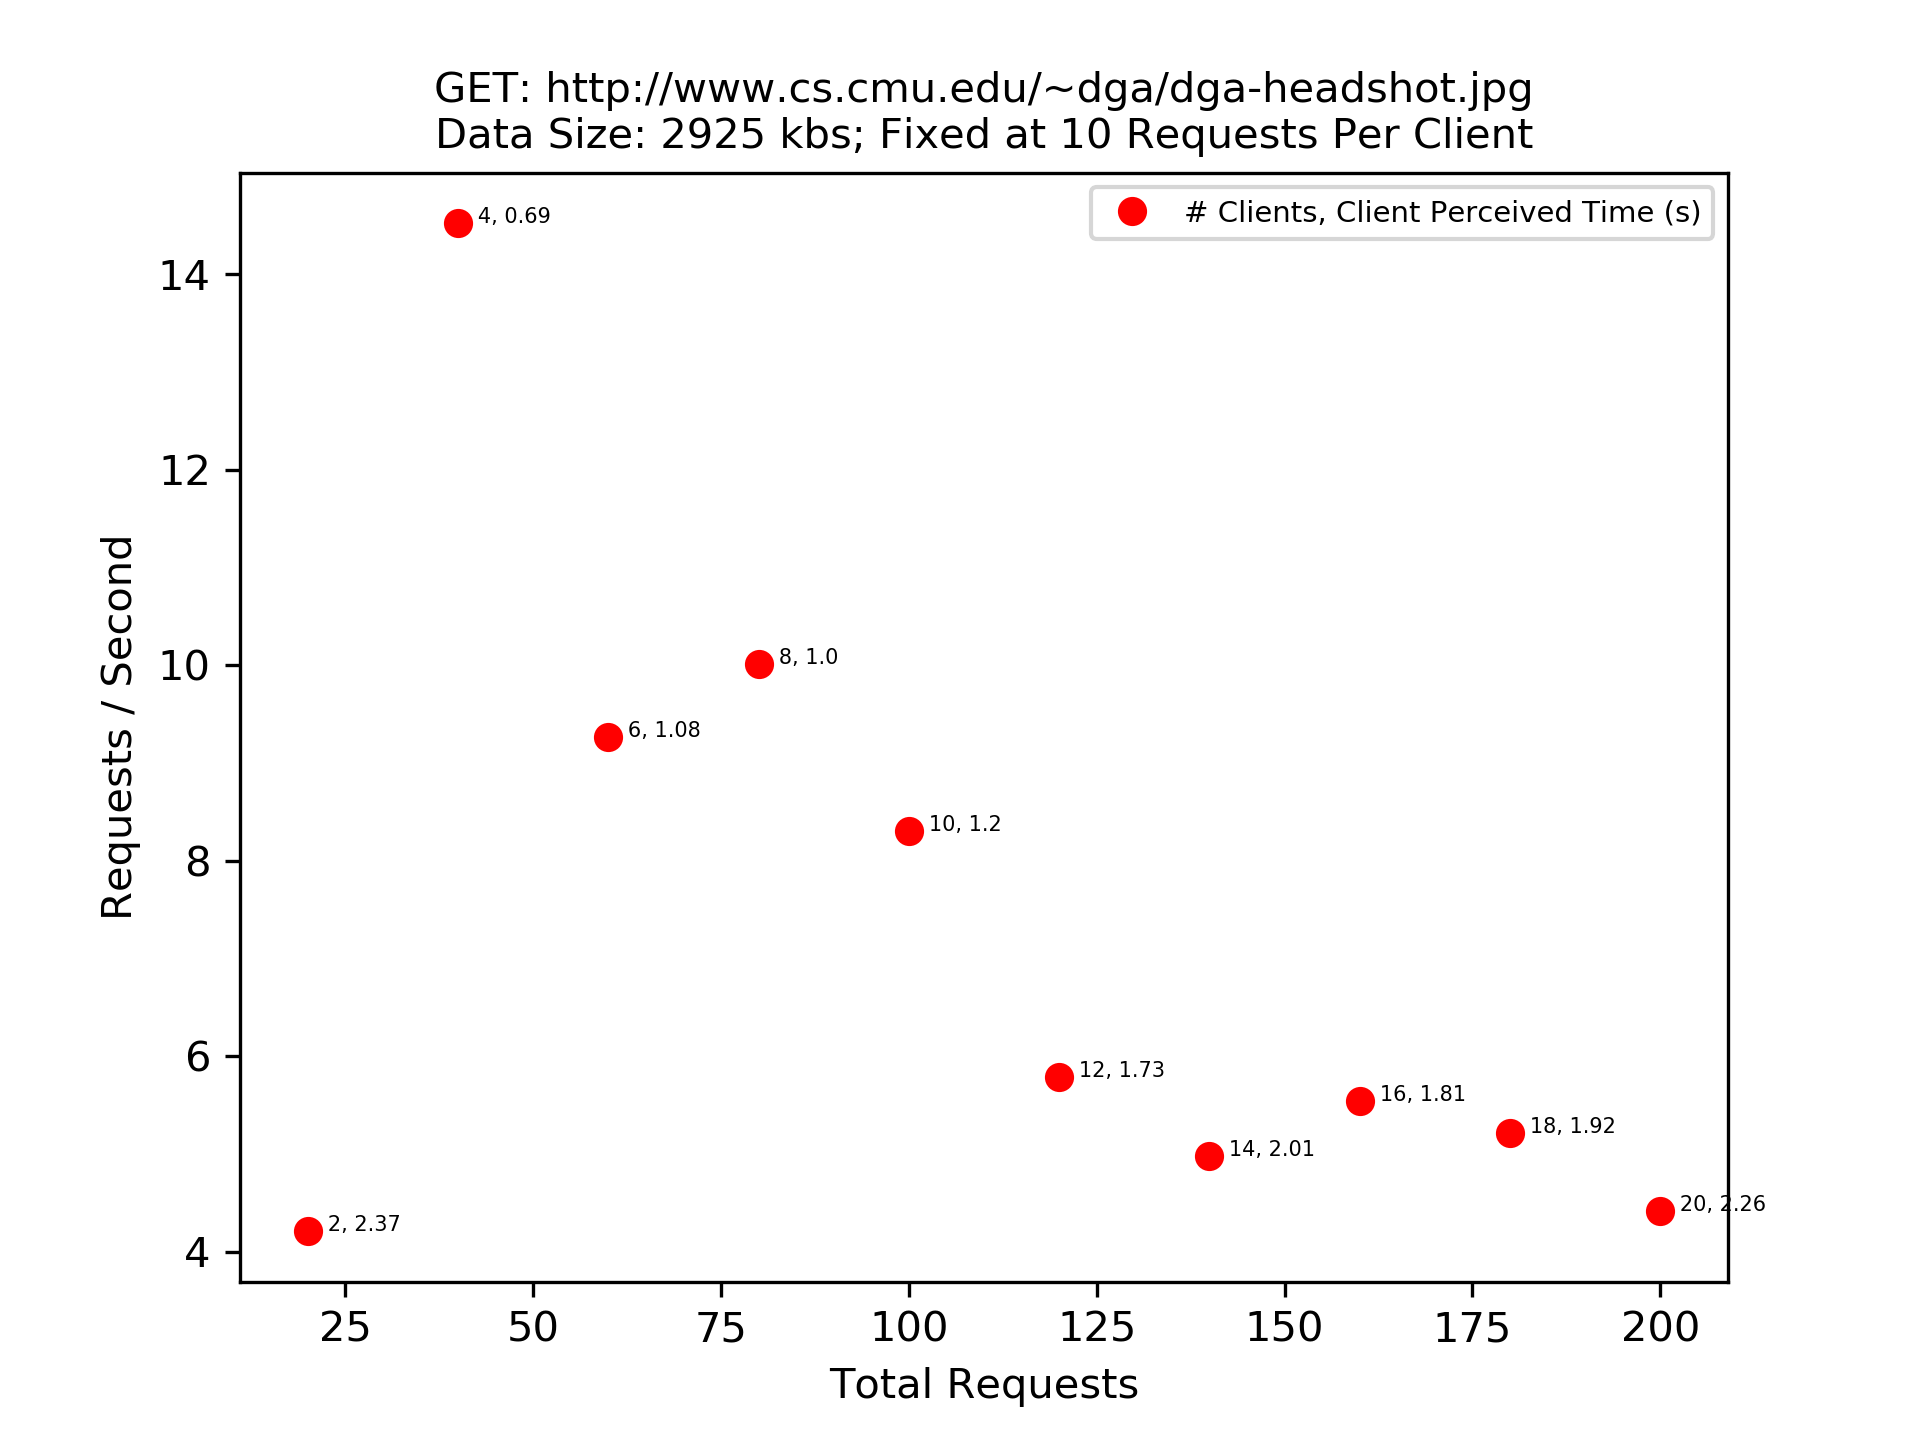 GET: http://www.cs.cmu.edu/~dga/dga-headshot.jpg
Data Size: 2925 kbs; Fixed at 10 Requests Per Client
# Clients, Client Perceived Time (s)
4, 0.69
8, 1.0
6, 1.08
10, 1.2
12, 1.73
16, 1.81
18, 1.92
14, 2.01
20, 2.26
2, 2.37
Requests / Second
14
12
10
8
6
4
25 50 75 100 125 150 175 200
Total Requests